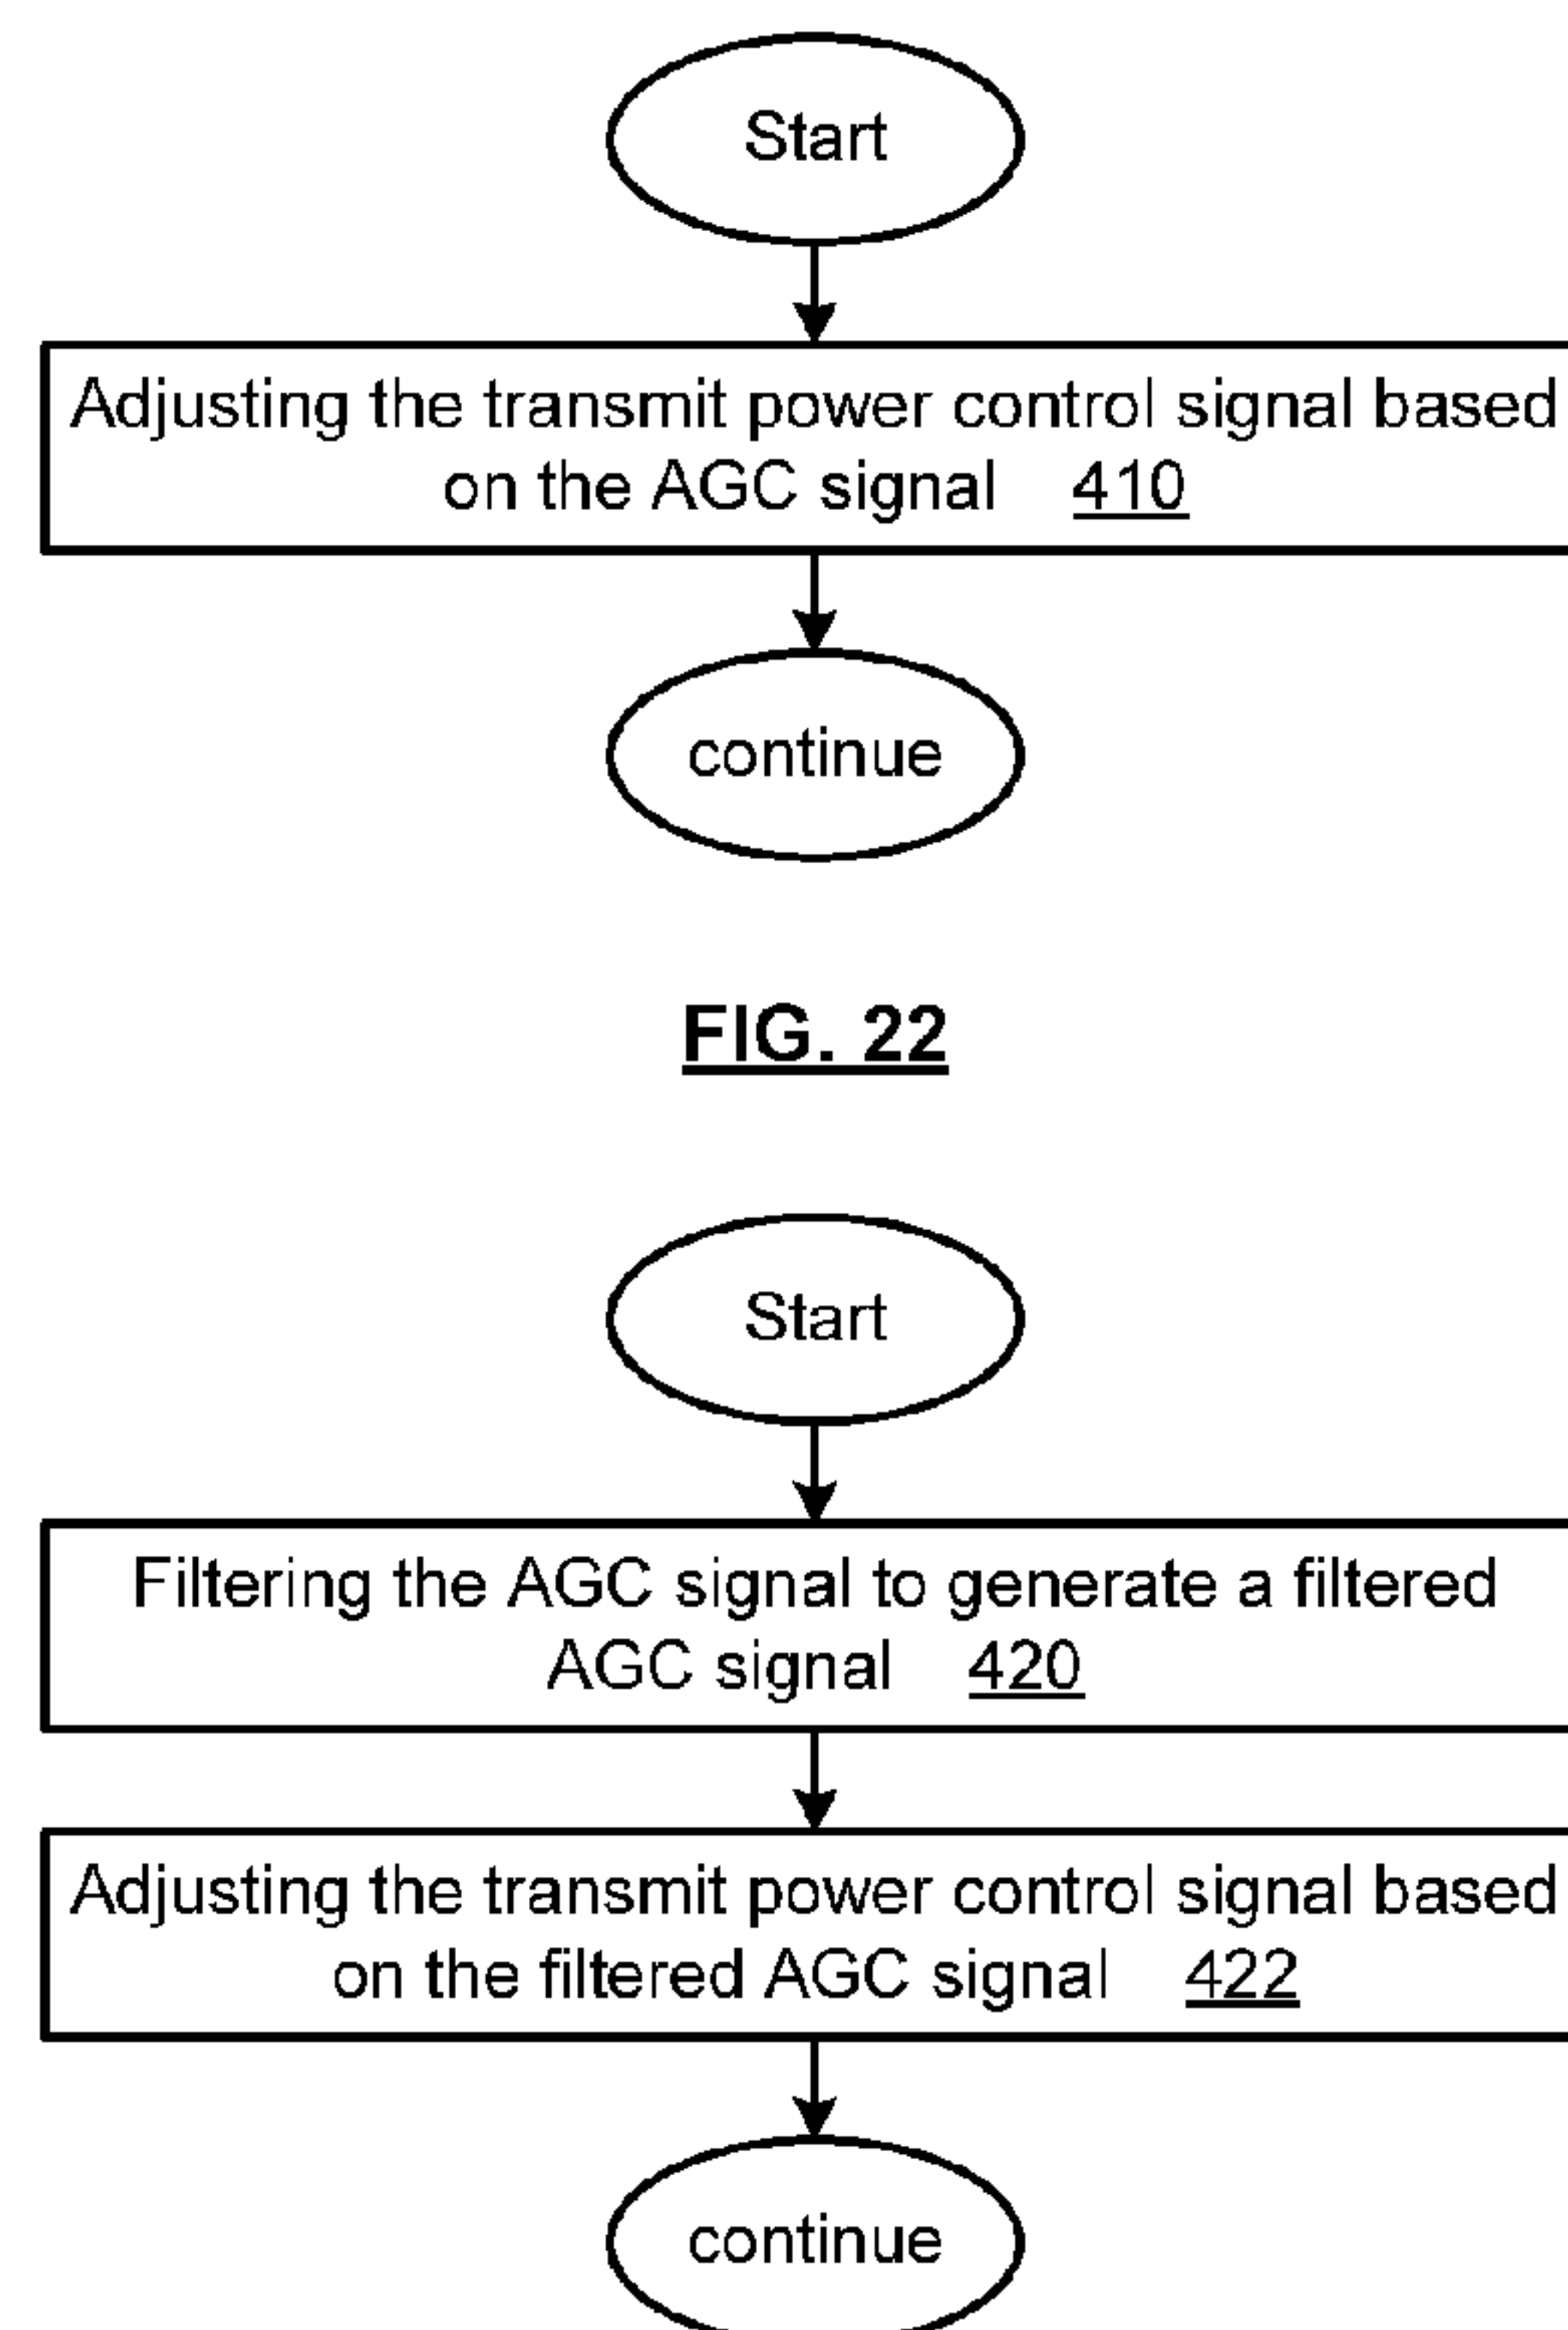 Start
Adjusting the transmit power control signal based
on the AGC signal 410
continue
FIG. 22
Start
Filtering the AGC signal to generate a filtered
AGC signal 420
Adjusting the transmit power control signal based
on the filtered AGC signal 422
continue